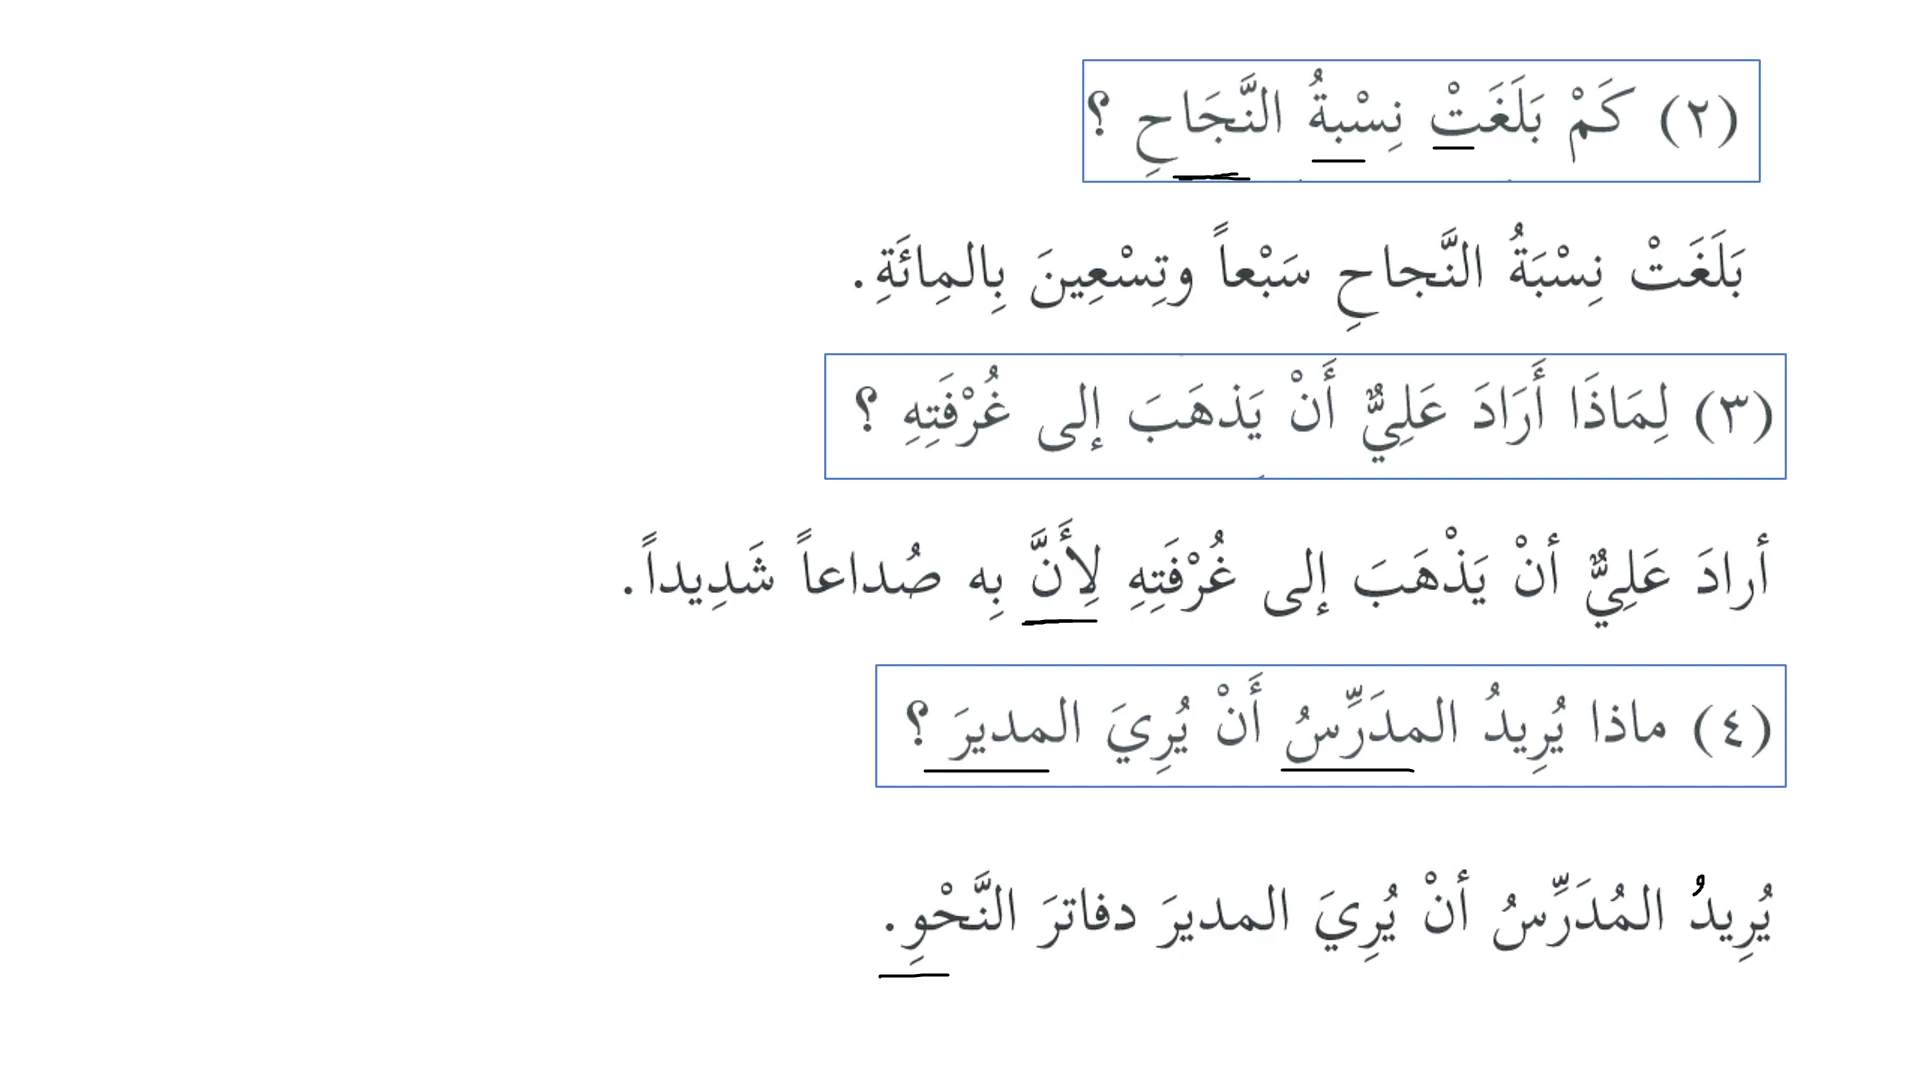 (٢) كَمْ بَلَغَتْ نِسْبةُ النَّجَاحِ ؟
بَلَغَتْ نِسْبَةُ النَّجاحِ سَبْعاً وتِسْعِينَ بِالمِائَةِ.
(٣) لِمَاذَا أَرَادَ عَلِيٌّ أَنْ يَذهَبَ إلى غُرْفَتِهِ ؟
أرادَ عَلِيٌّ أنْ يَذْهَبَ إلى غُرْفَتِهِ لِأَنَّ بِه صُداعاً شَدِيداً.
(٤) ماذا يُرِيدُ المدَرِّسُ أَنْ يُرِيَ المديرَ ؟
يُرِيدُ المُدَرِّسُ أنْ يُرِيَ المديرَ دفاترَ النَّحْوِ.